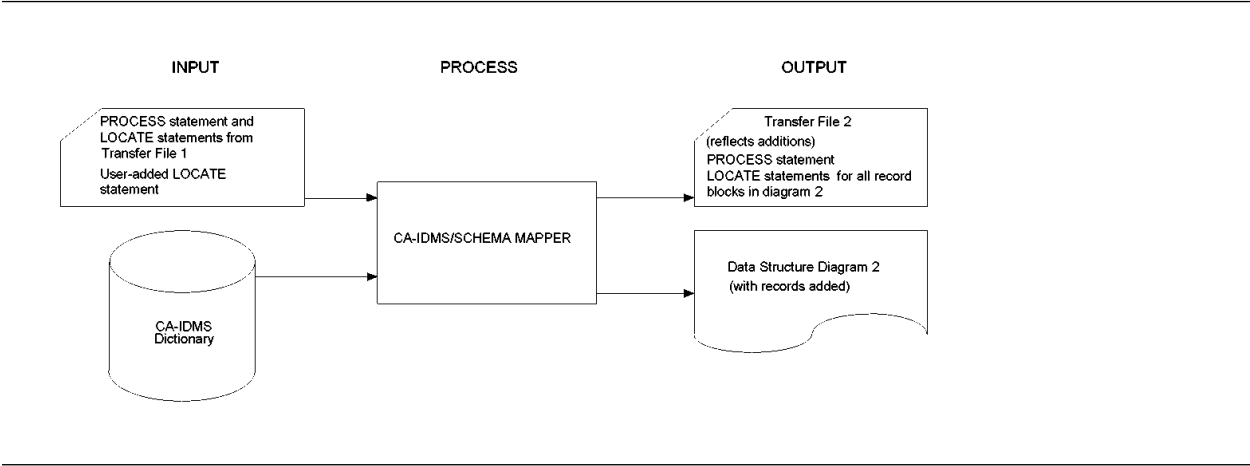 INPUT
PROCESS
OUTPUT
PROCESS statement and
LOCATE statements from
Transfer File 1
User-added LOCATE
statement
CA-IDMS
Dictionary
CA-IDMS/SCHEMA MAPPER
Transfer File 2
(reflects additions)
PROCESS statement
LOCATE statements for all record
blocks in diagram 2
Data Structure Diagram 2
(with records added)